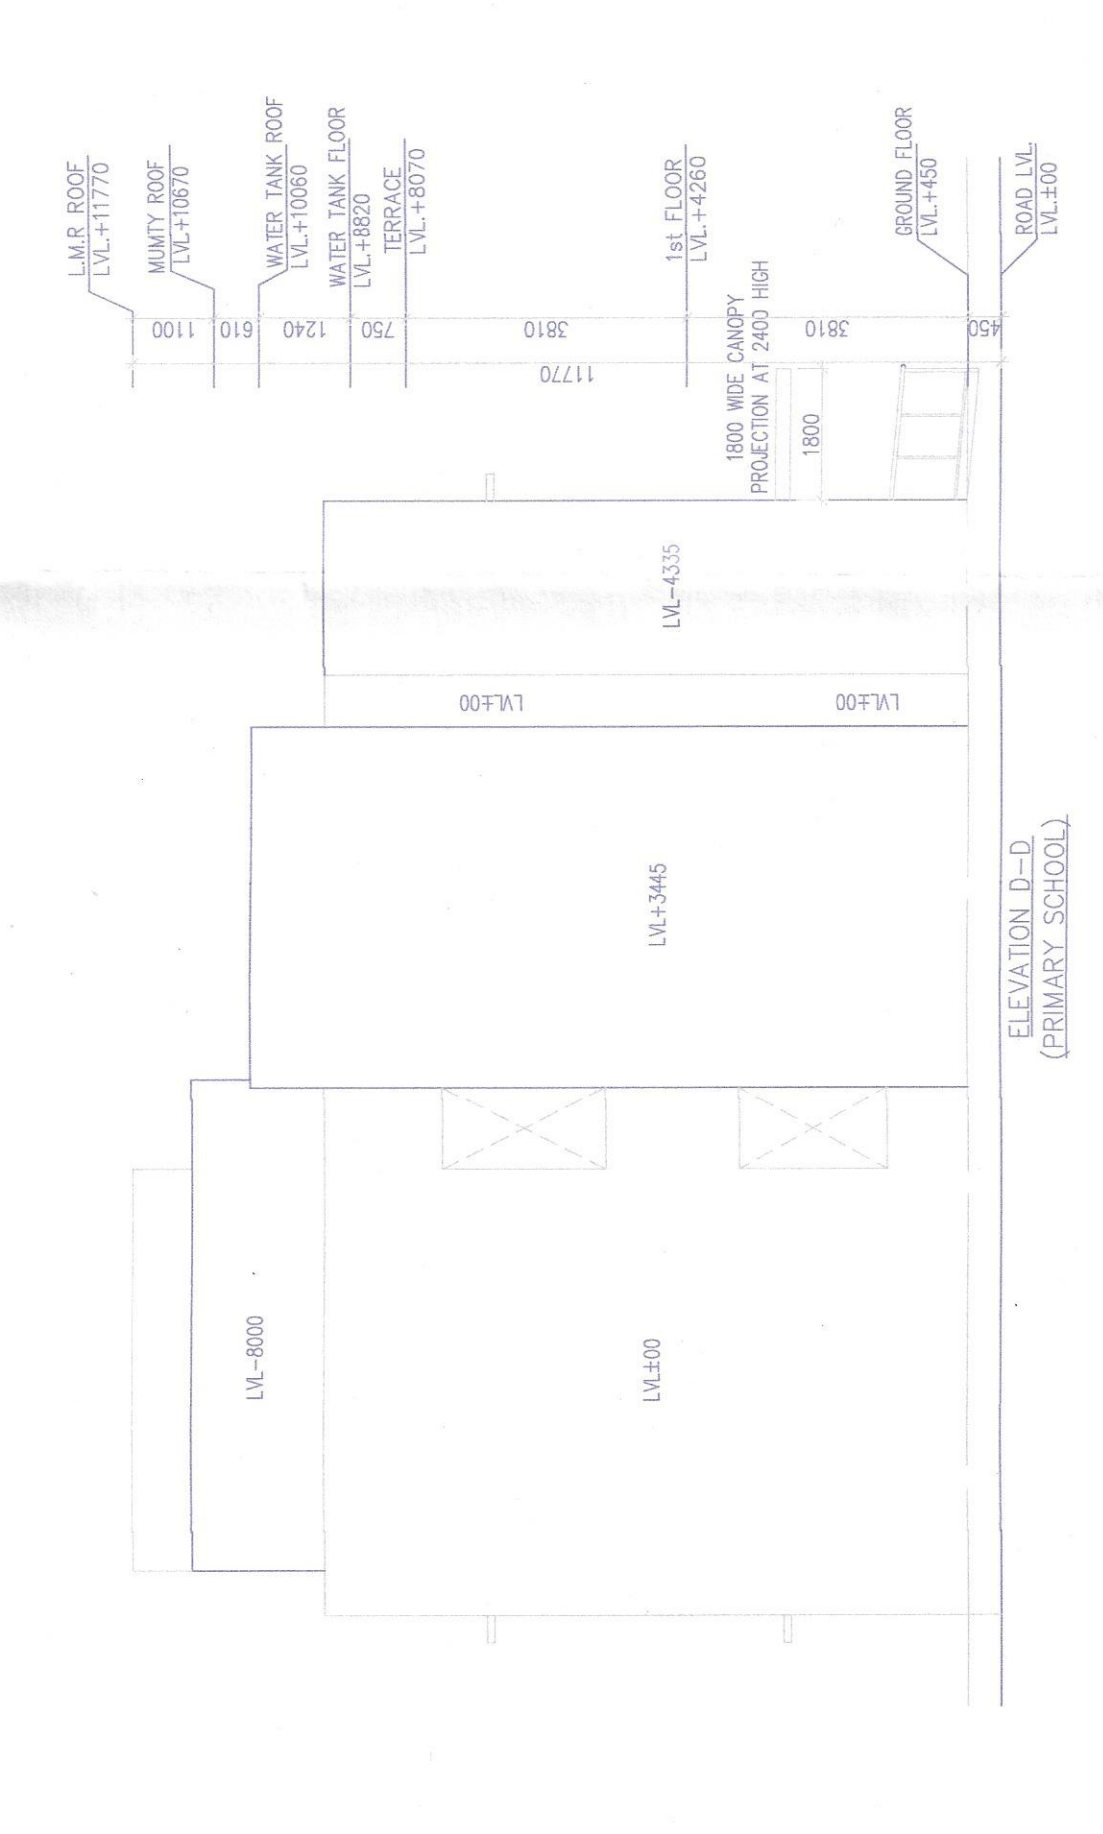 L.M.R ROOF
LVL.+11770
MUMTY ROOF
LVL+10670
WATER TANK ROOF
LVL.+10060
WATER TANK FLOOR
LVL.+8820
TERRACE
LVL.+8070
1st FLOOR
LVL.+4260
GROUND FLOOR
LVL.+450
ROAD LVL.
LVL.±00
1100
610
1240
750
3810
3810
450
11770
1800 WIDE CANOPY
PROJECTION AT 2400 HIGH
1800
LVL-4335
LVL±00
LVL±00
LVL+3445
LVL-8000
LVL±00
ELEVATION D-D
(PRIMARY SCHOOL)